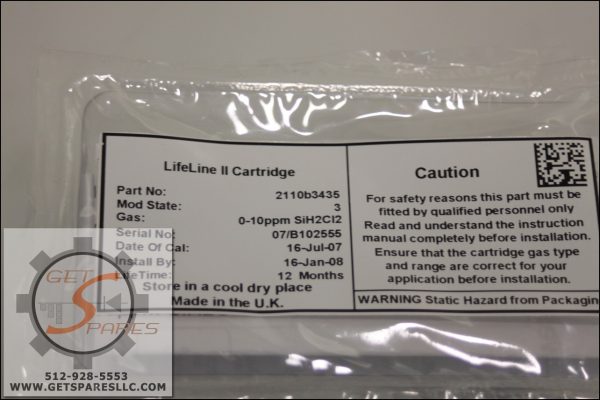 LifeLine II Cartridge
Part No: 2110b3435
Mod State: 3
Gas: 0-10ppm SiH2Cl2
Serial No: 07/B102555
Date Of Cal: 16-Jul-07
Install By: 16-Jan-08
LifeTime: 12 Months
Store in a cool dry place
Made in the U.K.
Caution
For safety reasons this part must be
fitted by qualified personnel only
Read and understand the instruction
manual completely before installation.
Ensure that the cartridge gas type
and range are correct for your
application before installation.
WARNING Static Hazard from Packagin
GET
SPARES
512-928-5553
WWW.GETSPARESLLC.COM